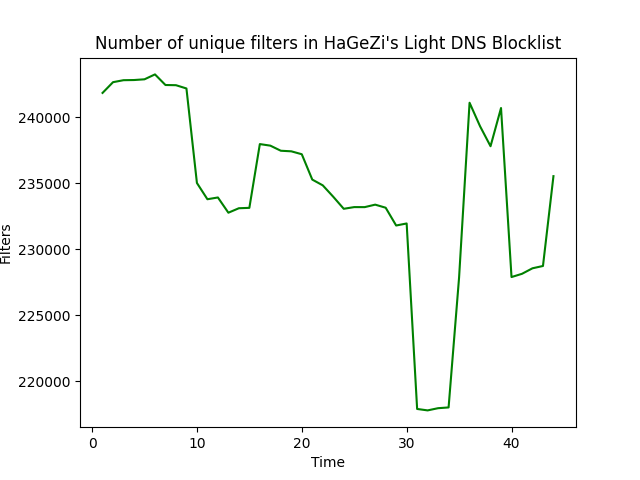 Number of unique filters in HaGeZi's Light DNS Blocklist
Filters
240000
235000
230000
225000
220000
0 10 20 30 40
Time